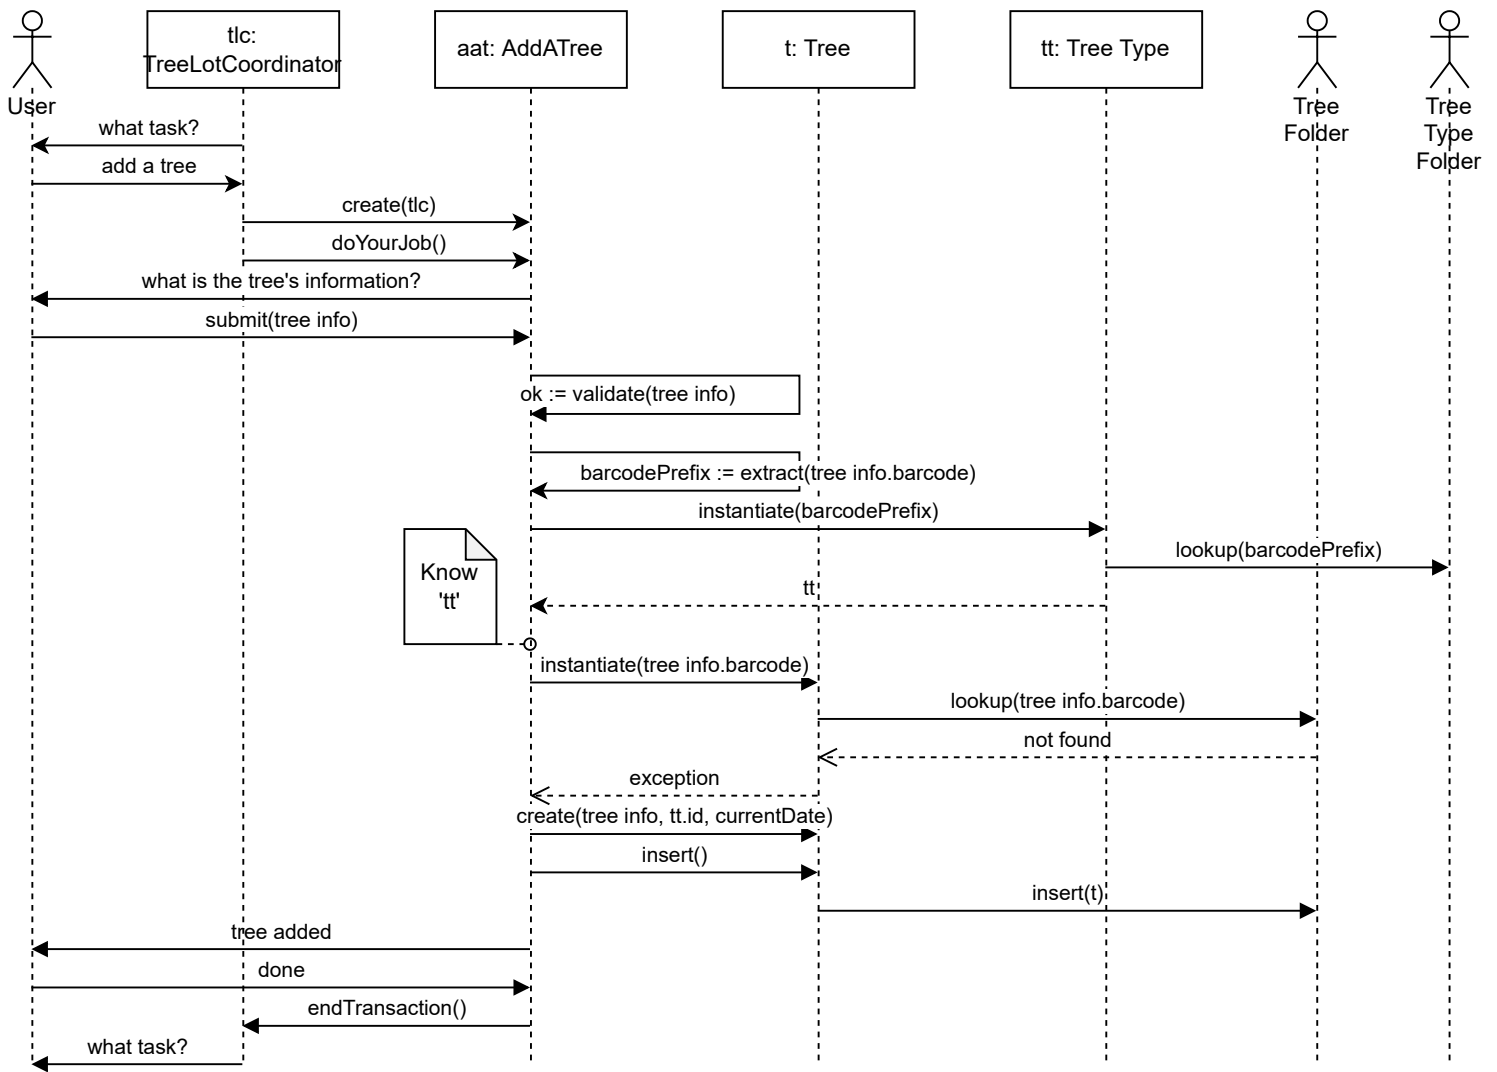 tlc:
TreeLotCoordinator
aat: AddATree
t: Tree
tt: Tree Type
User
Tree
Folder
Tree
Type
Folder
what task?
add a tree
create(tlc)
doYourJob()
what is the tree's information?
submit(tree info)
ok := validate(tree info)
barcodePrefix := extract(tree info.barcode)
instantiate(barcodePrefix)
lookup(barcodePrefix)
Know
'tt'
tt
instantiate(tree info.barcode)
lookup(tree info.barcode)
not found
exception
create(tree info, tt.id, currentDate)
insert()
insert(t)
tree added
done
endTransaction()
what task?